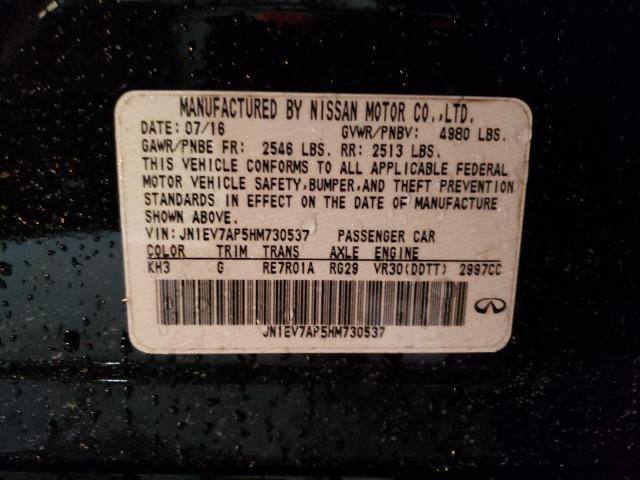 MANUFACTURED BY NISSAN MOTOR CO.,LTD.
DATE: 07/16 GVWR/PNBV: 4980 LBS.
GAWR/PNBE FR: 2546 LBS. RR: 2513 LBS.
THIS VEHICLE CONFORMS TO ALL APPLICABLE FEDERAL
MOTOR VEHICLE SAFETY, BUMPER, AND THEFT PREVENTION
STANDARDS IN EFFECT ON THE DATE OF MANUFACTURE
SHOWN ABOVE.
VIN: JN1EV7AP5HM730537 PASSENGER CAR
COLOR TRIM TRANS AXLE ENGINE
KH3 G RE7R01A RG29 VR30(DDTT) 2997CC
JN1EV7AP5HM730537